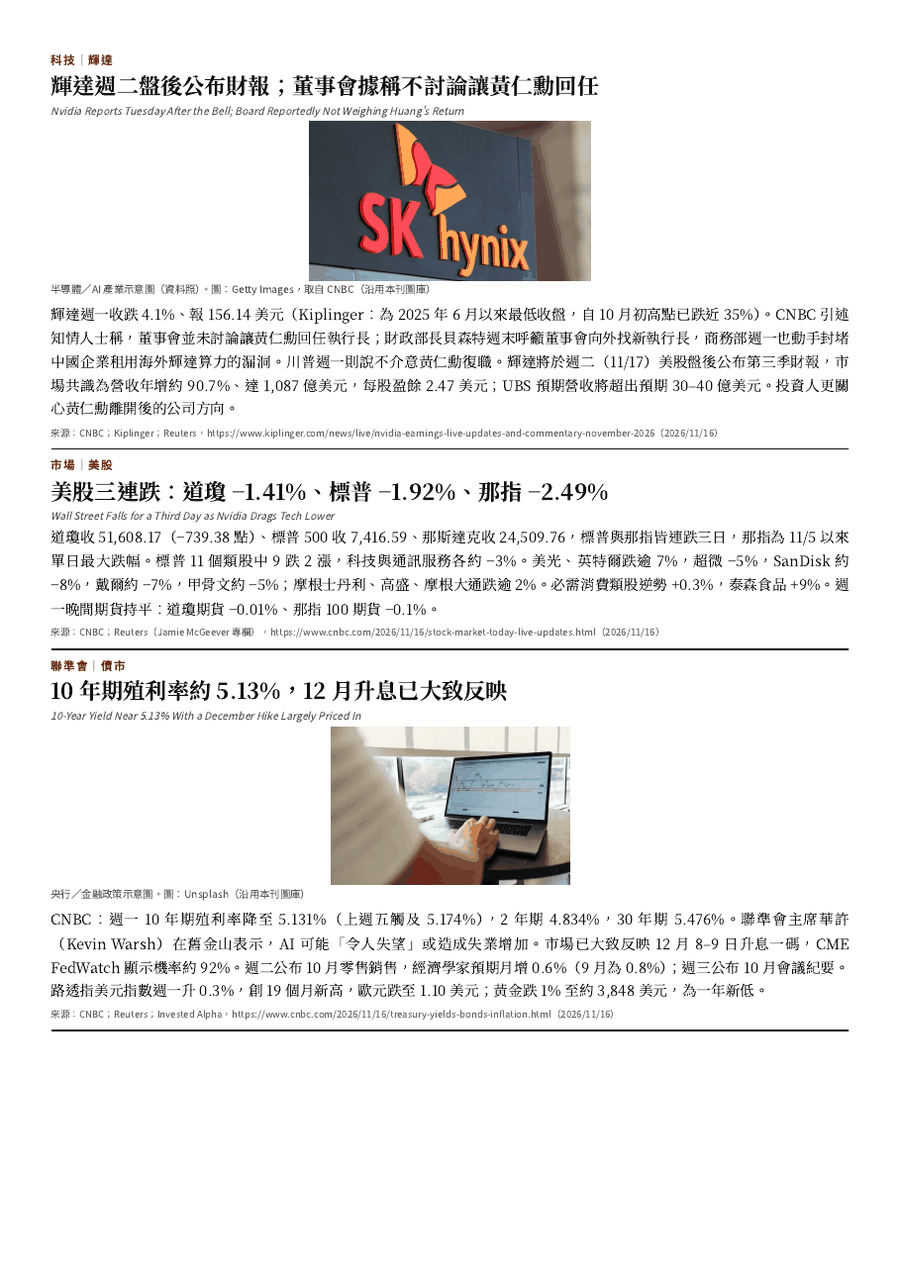 科技｜輝達
輝達週二盤後公布財報；董事會據稱不討論讓黃仁勳回任
Nvidia Reports Tuesday After the Bell; Board Reportedly Not Weighing Huang's Return
SK hynix
半導體／AI 產業示意圖（資料照）。圖：Getty Images，取自 CNBC（沿用本刊圖庫）
輝達週一收跌 4.1%、報 156.14 美元（Kiplinger：為 2025 年 6 月以來最低收盤，自 10 月初高點已跌近 35%）。CNBC 引述
知情人士稱，董事會並未討論讓黃仁勳回任執行長；財政部長貝森特週末呼籲董事會向外找新執行長，商務部週一也動手封堵
中國企業租用海外輝達算力的漏洞。川普週一則說不介意黃仁勳復職。輝達將於週二（11/17）美股盤後公布第三季財報，市
場共識為營收年增約 90.7%、達 1,087 億美元，每股盈餘 2.47 美元；UBS 預期營收將超出預期 30–40 億美元。投資人更關
心黃仁勳離開後的公司方向。
來源：CNBC；Kiplinger；Reuters，https://www.kiplinger.com/news/live/nvidia-earnings-live-updates-and-commentary-november-2026（2026/11/16）
市場｜美股
美股三連跌：道瓊 −1.41%、標普 −1.92%、那指 −2.49%
Wall Street Falls for a Third Day as Nvidia Drags Tech Lower
道瓊收 51,608.17（−739.38 點）、標普 500 收 7,416.59、那斯達克收 24,509.76，標普與那指皆連跌三日，那指為 11/5 以來
單日最大跌幅。標普 11 個類股中 9 跌 2 漲，科技與通訊服務各約 −3%。美光、英特爾跌逾 7%，超微 −5%，SanDisk 約
−8%，戴爾約 −7%，甲骨文約 −5%；摩根士丹利、高盛、摩根大通跌逾 2%。必需消費類股逆勢 +0.3%，泰森食品 +9%。週
一晚間期貨持平：道瓊期貨 −0.01%、那指 100 期貨 −0.1%。
來源：CNBC；Reuters（Jamie McGeever 專欄），https://www.cnbc.com/2026/11/16/stock-market-today-live-updates.html（2026/11/16）
聯準會｜債市
10 年期殖利率約 5.13%，12 月升息已大致反映
10-Year Yield Near 5.13% With a December Hike Largely Priced In
央行／金融政策示意圖。圖：Unsplash（沿用本刊圖庫）
CNBC：週一 10 年期殖利率降至 5.131%（上週五觸及 5.174%），2 年期 4.834%，30 年期 5.476%。聯準會主席華許
（Kevin Warsh）在舊金山表示，AI 可能「令人失望」或造成失業增加。市場已大致反映 12 月 8–9 日升息一碼，CME
FedWatch 顯示機率約 92%。週二公布 10 月零售銷售，經濟學家預期月增 0.6%（9 月為 0.8%）；週三公布 10 月會議紀要。
路透指美元指數週一升 0.3%，創 19 個月新高，歐元跌至 1.10 美元；黃金跌 1% 至約 3,848 美元，為一年新低。
來源：CNBC；Reuters；Invested Alpha，https://www.cnbc.com/2026/11/16/treasury-yields-bonds-inflation.html（2026/11/16）